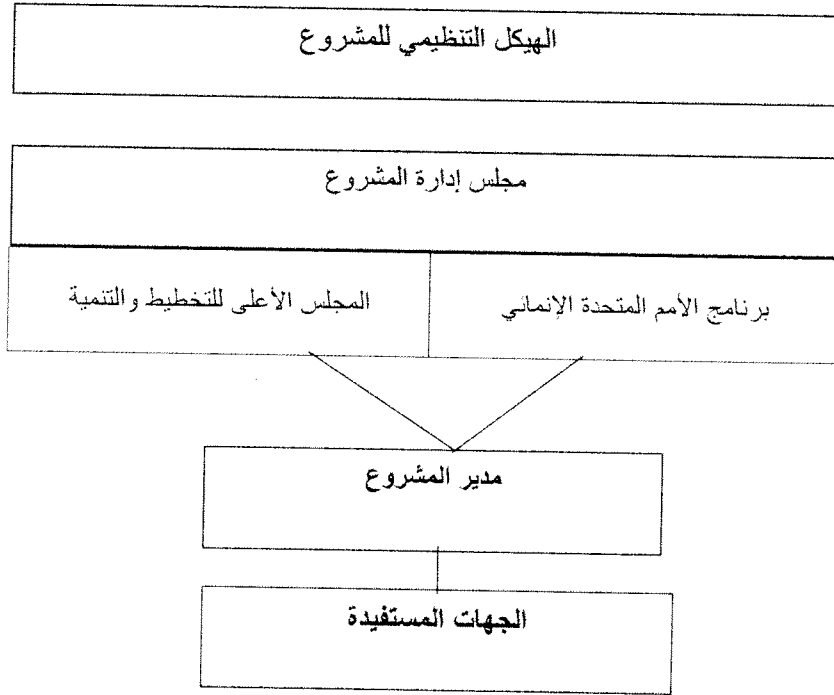 الهيكل التنظيمي للمشروع
مجلس إدارة المشروع
برنامج الأمم المتحدة الإنمائي
المجلس الأعلى للتخطيط والتنمية
مدير المشروع
الجهات المستفيدة